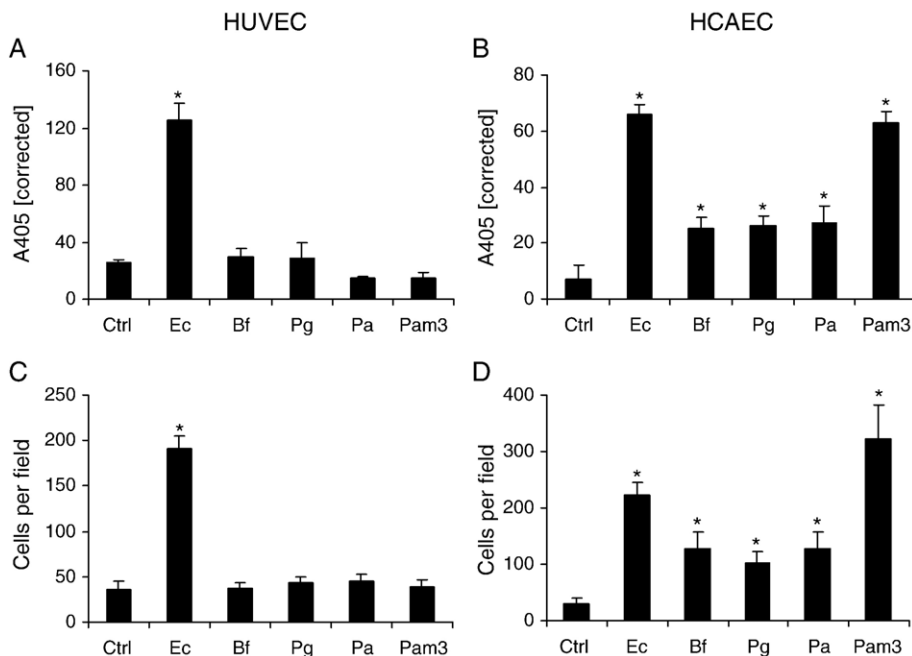 HUVEC
HCAEC
A
B
A405 [corrected]
160
120
80
40
0
*
Ctrl Ec Bf Pg Pa Pam3
A405 [corrected]
80
60
40
20
0
* * * * *
Ctrl Ec Bf Pg Pa Pam3
C
D
Cells per field
250
200
150
100
50
0
*
Ctrl Ec Bf Pg Pa Pam3
Cells per field
400
300
200
100
0
* * * * *
Ctrl Ec Bf Pg Pa Pam3